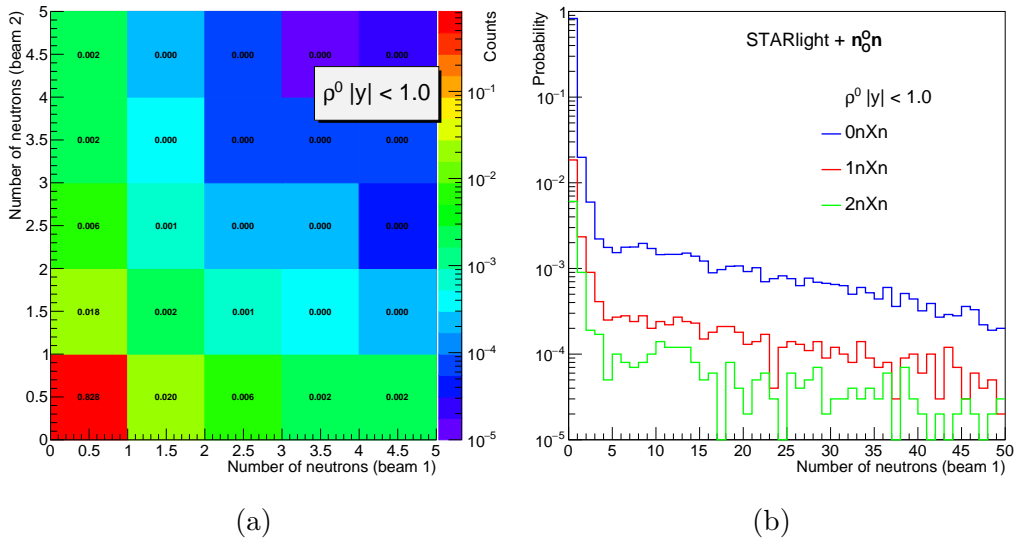 5
4.5
4
3.5
3
2.5
2
1.5
1
0.5
0
Number of neutrons (beam 2)
0.002 0.000 0.000 0.000 0.000
0.002 0.000 0.000 0.000 0.000
0.006 0.001 0.000 0.000 0.000
0.018 0.002 0.001 0.000 0.000
0.828 0.020 0.006 0.002 0.002
ρ⁰ |y| < 1.0
0 0.5 1 1.5 2 2.5 3 3.5 4 4.5 5
Number of neutrons (beam 1)
Counts
10⁻¹
10⁻²
10⁻³
10⁻⁴
10⁻⁵
(a)
Probability
1
10⁻¹
10⁻²
10⁻³
10⁻⁴
10⁻⁵
STARlight + nOOn
ρ⁰ |y| < 1.0
0nXn
1nXn
2nXn
0 5 10 15 20 25 30 35 40 45 50
Number of neutrons (beam 1)
(b)